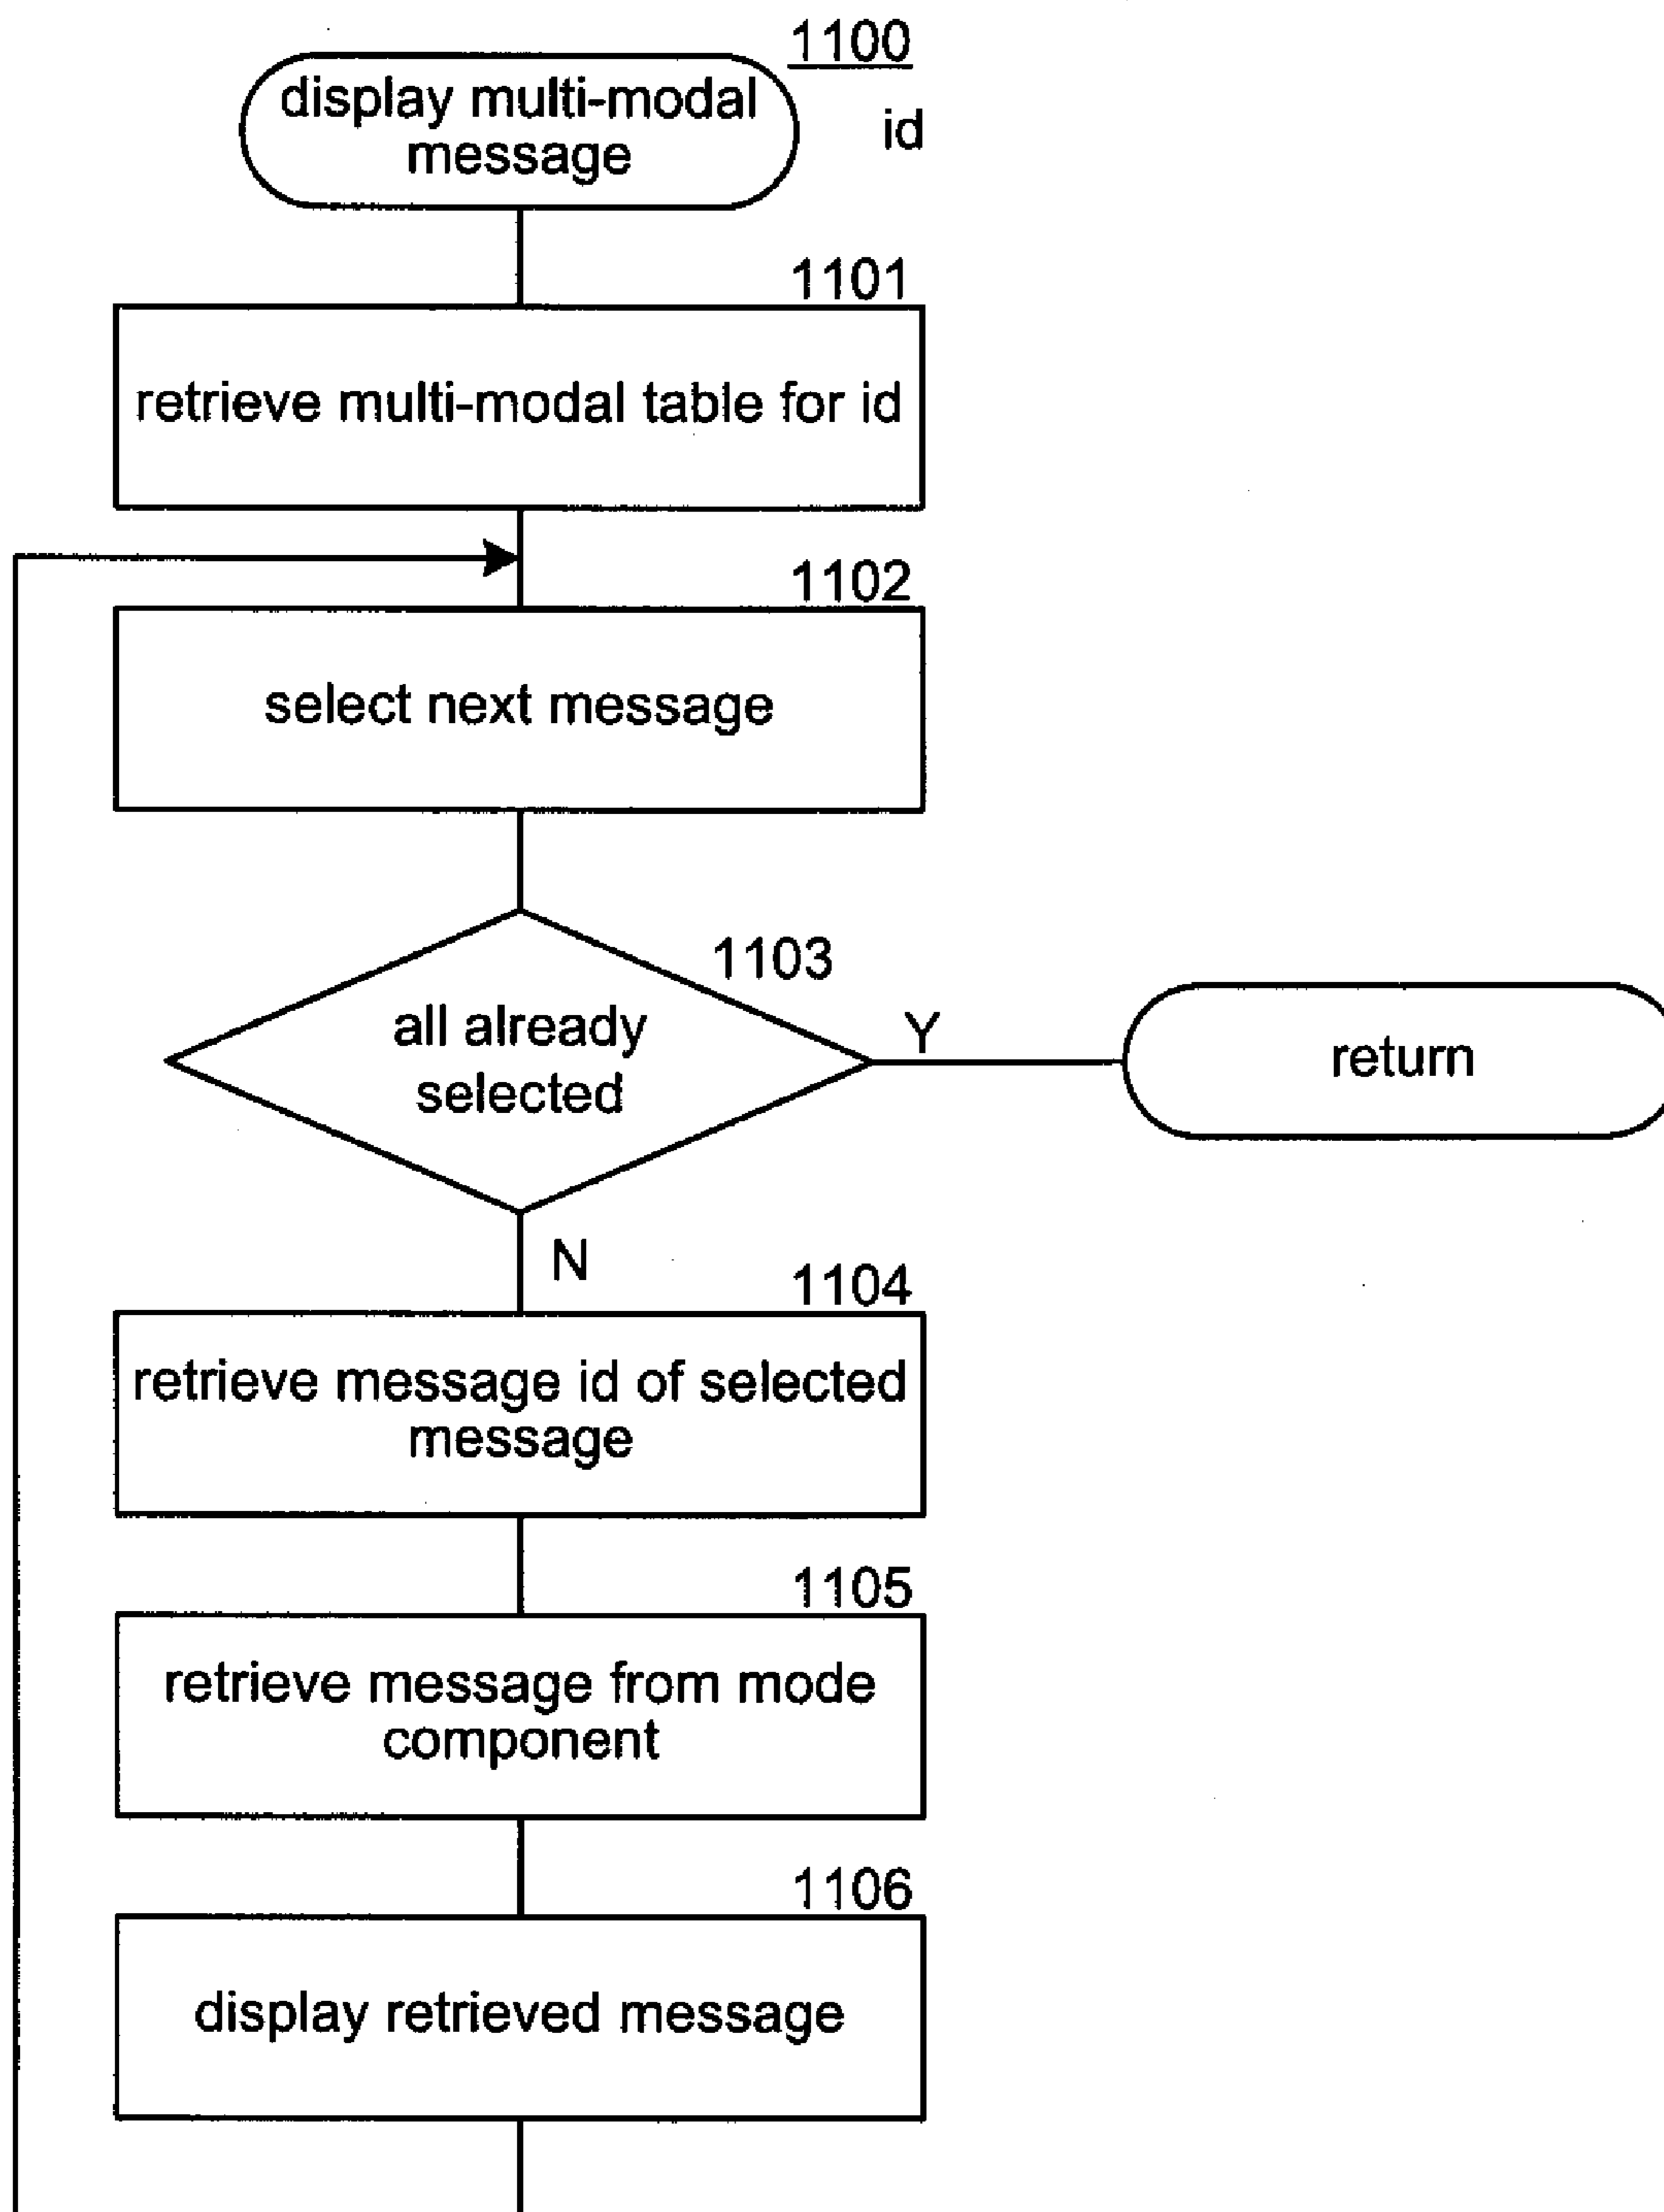 1100
display multi-modal
message
id
1101
retrieve multi-modal table for id
1102
select next message
1103
all already
selected
Y
return
N
1104
retrieve message id of selected
message
1105
retrieve message from mode
component
1106
display retrieved message